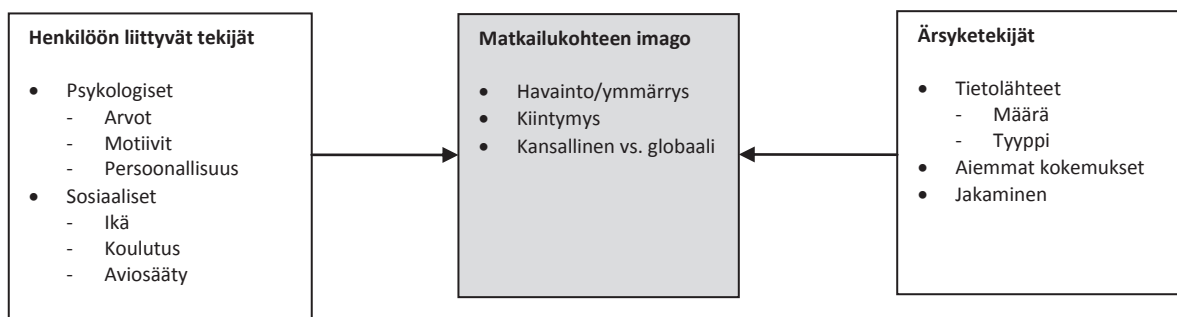 Henkilöön liittyvät tekijät
• Psykologiset
- Arvot
- Motiivit
- Persoonallisuus
• Sosiaaliset
- Ikä
- Koulutus
- Aviosääty
Matkailukohteen imago
• Havainto/ymmärrys
• Kiintymys
• Kansallinen vs. globaali
Ärsyketekijät
• Tietolähteet
- Määrä
- Tyyppi
• Aiemmat kokemukset
• Jakaminen